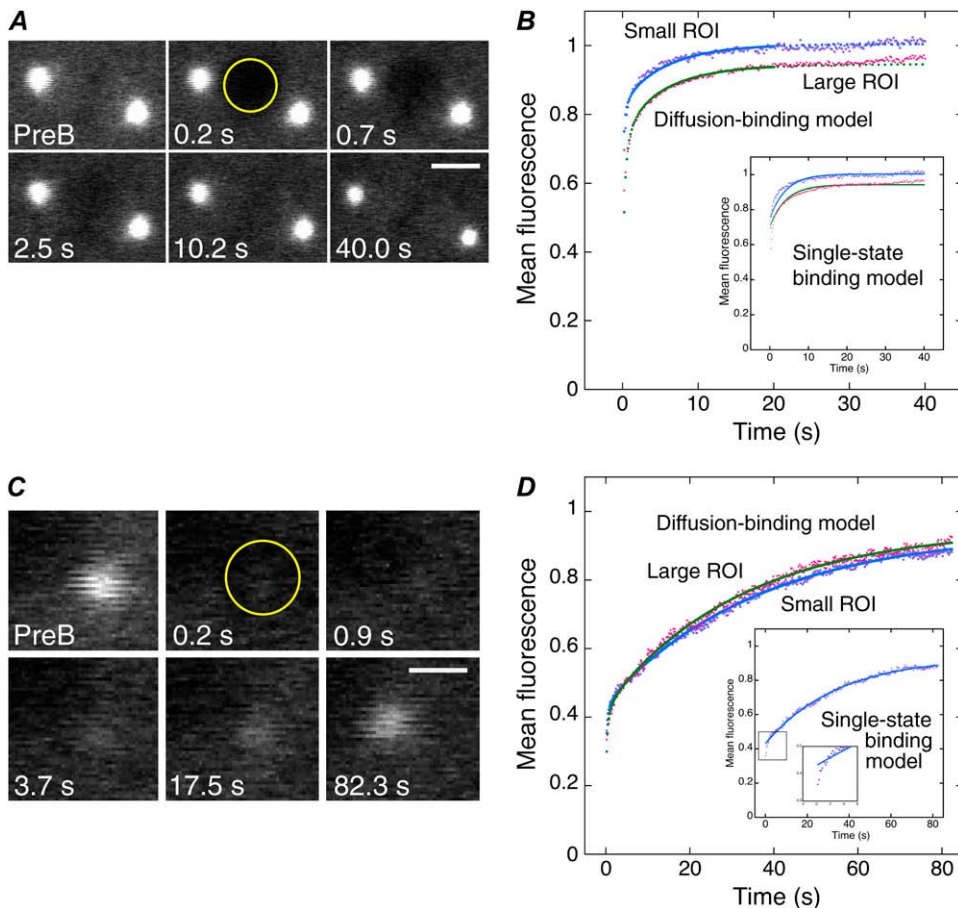 A
PreB
0.2 s
0.7 s
2.5 s
10.2 s
40.0 s
B
Mean fluorescence
1
0.8
0.6
0.4
0.2
0
Small ROI
Large ROI
Diffusion-binding model
Mean fluorescence
1
0.8
0.6
0.4
0.2
0
Single-state
binding model
0 10 20 30 40
Time (s)
0 10 20 30 40
Time (s)
C
PreB
0.2 s
0.9 s
3.7 s
17.5 s
82.3 s
D
Mean fluorescence
1
0.8
0.6
0.4
0.2
0
Diffusion-binding model
Large ROI
Small ROI
Mean fluorescence
1
0.8
0.6
0.4
0.2
0
Single-state
binding
model
0 20 40 60 80
Time (s)
0 10 20 30 40 50 60 70 80
Time (s)